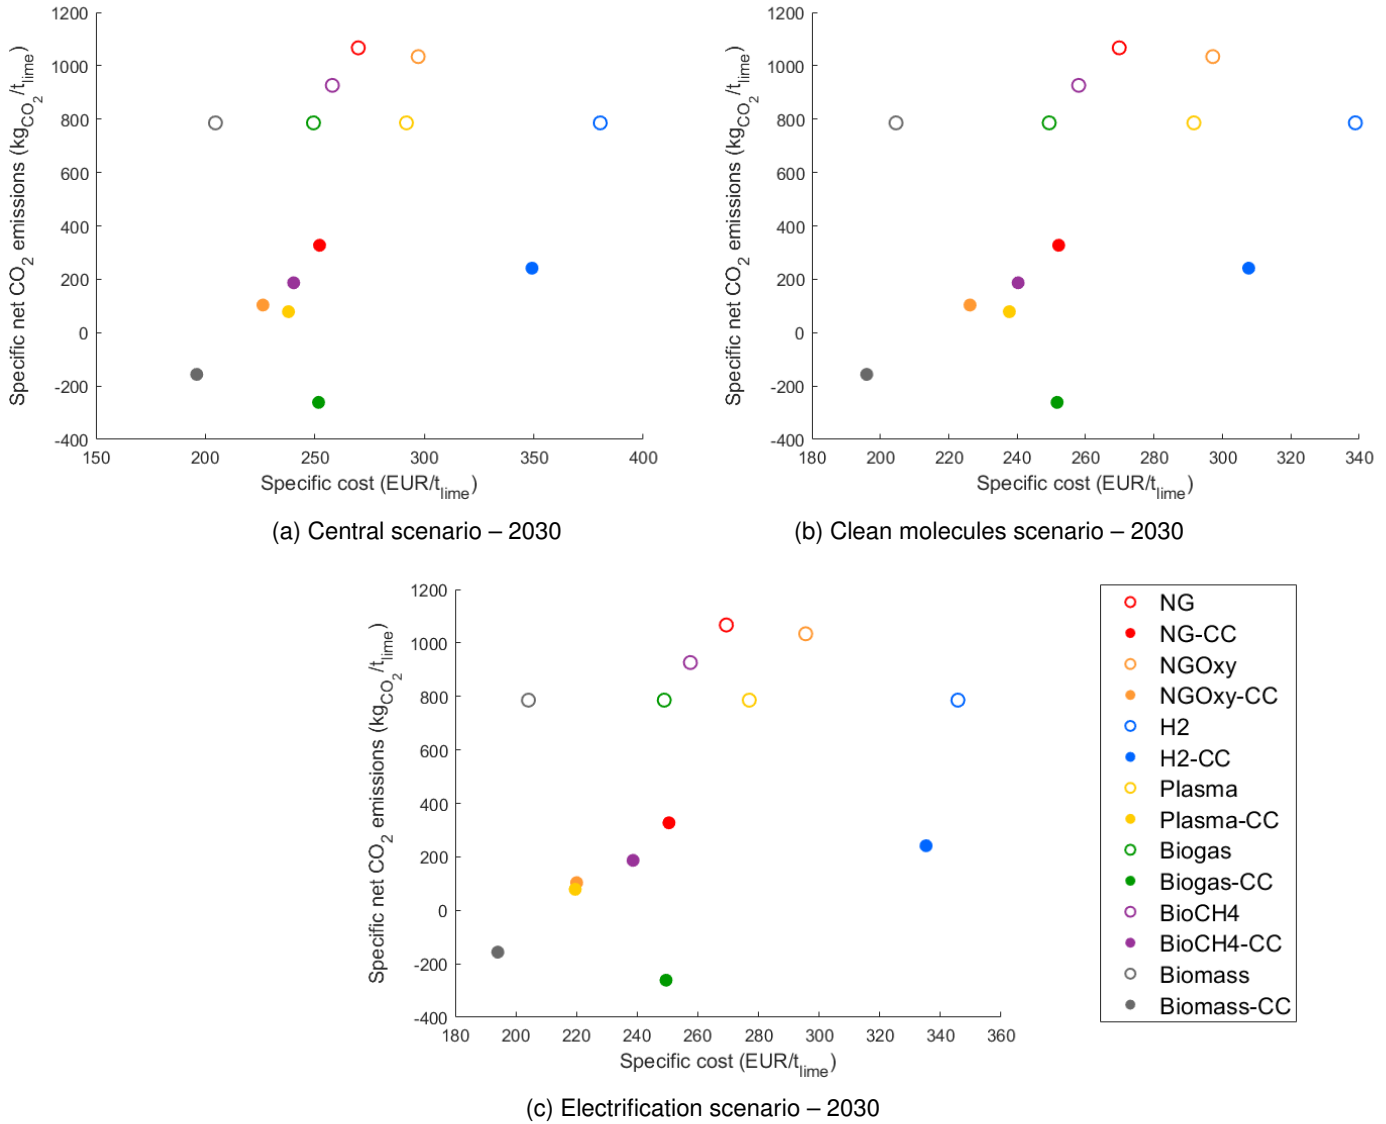 1200
1000
800
600
400
200
0
-200
-400
Specific net CO2 emissions (kgCO2/tlime)
150 200 250 300 350 400
Specific cost (EUR/tlime)
(a) Central scenario – 2030
1200
1000
800
600
400
200
0
-200
-400
Specific net CO2 emissions (kgCO2/tlime)
180 200 220 240 260 280 300 320 340
Specific cost (EUR/tlime)
(b) Clean molecules scenario – 2030
1200
1000
800
600
400
200
0
-200
-400
Specific net CO2 emissions (kgCO2/tlime)
180 200 220 240 260 280 300 320 340 360
Specific cost (EUR/tlime)
(c) Electrification scenario – 2030
NG
NG-CC
NGOxy
NGOxy-CC
H2
H2-CC
Plasma
Plasma-CC
Biogas
Biogas-CC
BioCH4
BioCH4-CC
Biomass
Biomass-CC